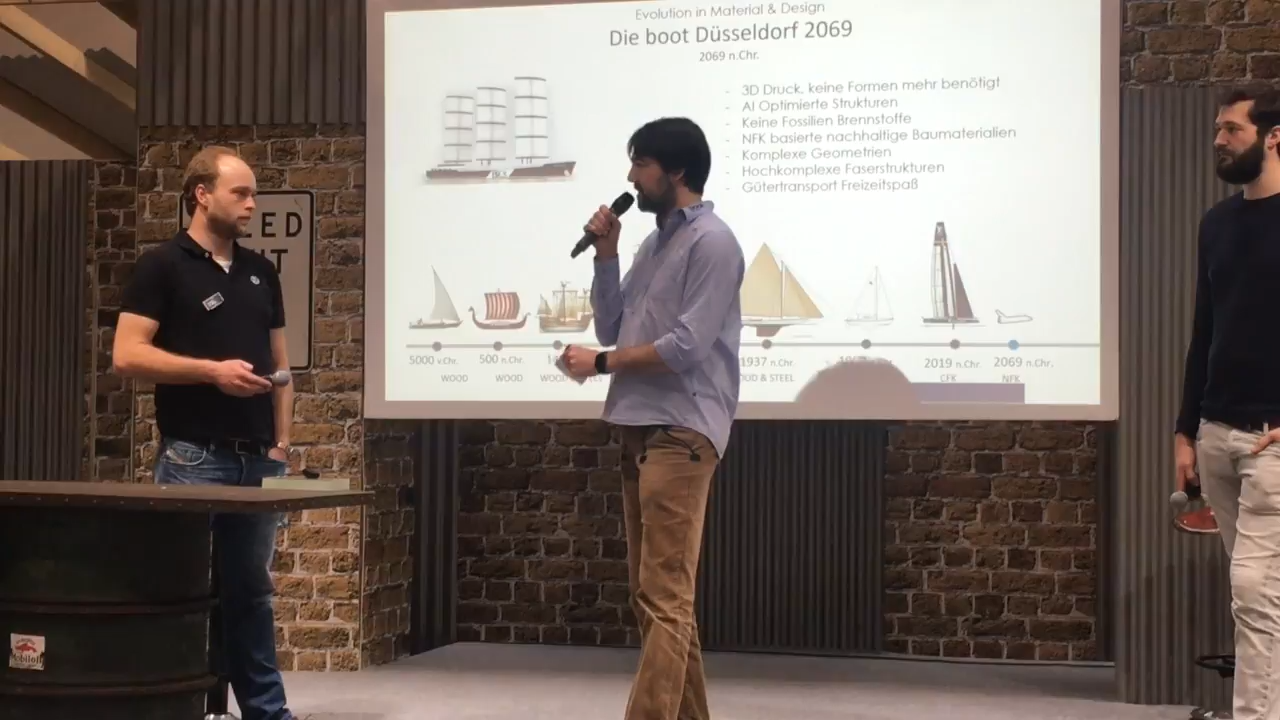 Evolution in Material & Design
Die boot Düsseldorf 2069
2069 n.Chr.
- 3D Druck, keine Formen mehr benötigt
- AI Optimierte Strukturen
- Keine Fossilien Brennstoffe
- NFK basierte nachhaltige Baumaterialien
- Komplexe Geometrien
- Hochkomplexe Faserstrukturen
- Gütertransport Freizeitspaß
5000 v.Chr. 500 n.Chr. 1937 n.Chr. 2019 n.Chr. 2069 n.Chr.
WOOD WOOD & STEEL CFK NFK
EED
Mobiloil